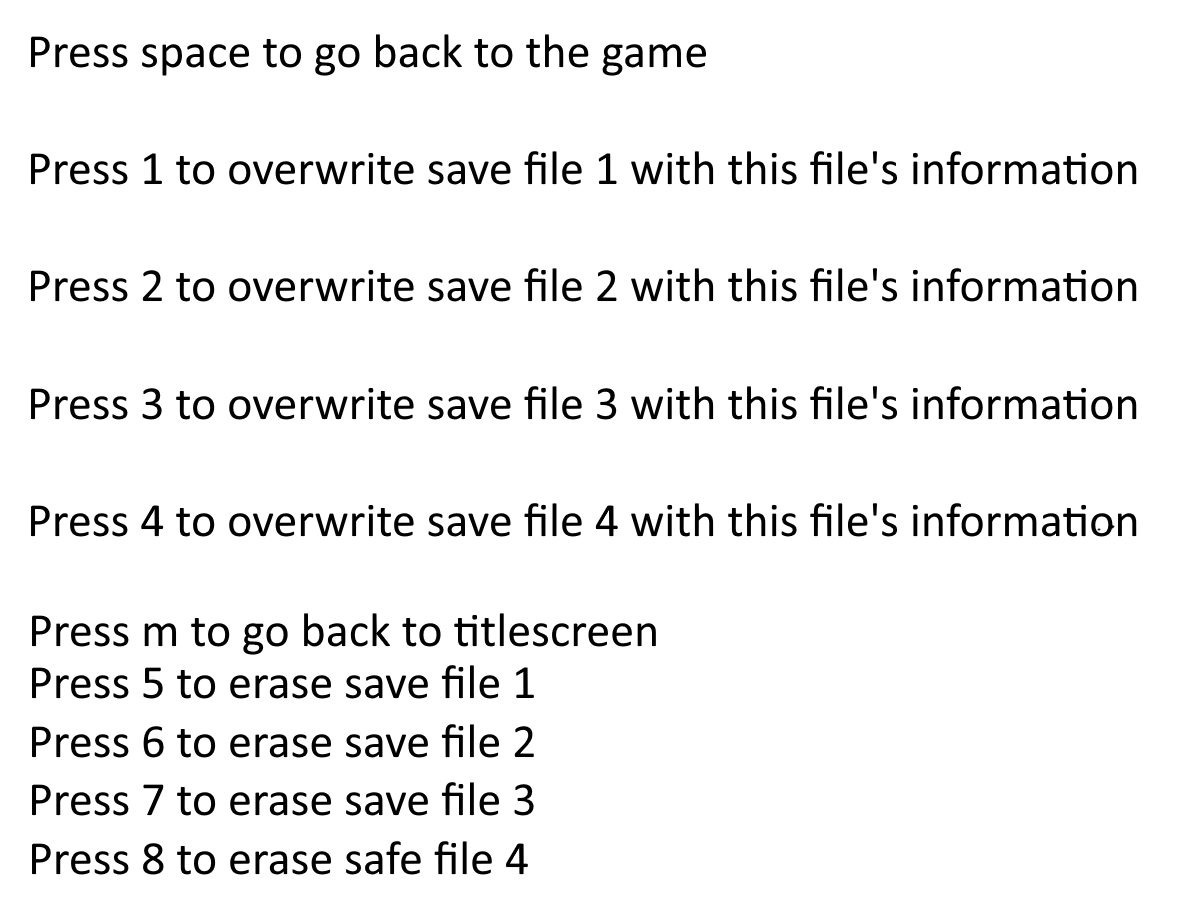 Press space to go back to the game
Press 1 to overwrite save file 1 with this file's information
Press 2 to overwrite save file 2 with this file's information
Press 3 to overwrite save file 3 with this file's information
Press 4 to overwrite save file 4 with this file's information
Press m to go back to titlescreen
Press 5 to erase save file 1
Press 6 to erase save file 2
Press 7 to erase save file 3
Press 8 to erase safe file 4